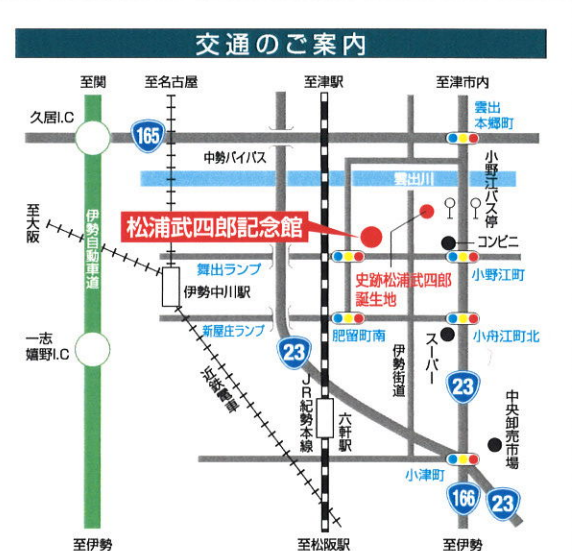 交通のご案内
至関
至名古屋
至津駅
至津市内
久居I.C
165
中勢バイパス
雲出
本郷町
雲出川
小野江バス停
至大阪
伊勢自動車道
松浦武四郎記念館
コンビニ
舞出ランプ
伊勢中川駅
史跡松浦武四郎
誕生地
小野江町
新屋庄ランプ
肥留町南
小舟江町北
一志
嬉野I.C
23
近鉄電車
JR紀勢本線
六軒駅
伊勢街道
スーパー
23
中央卸売市場
小津町
166
23
至伊勢
至松阪駅
至伊勢